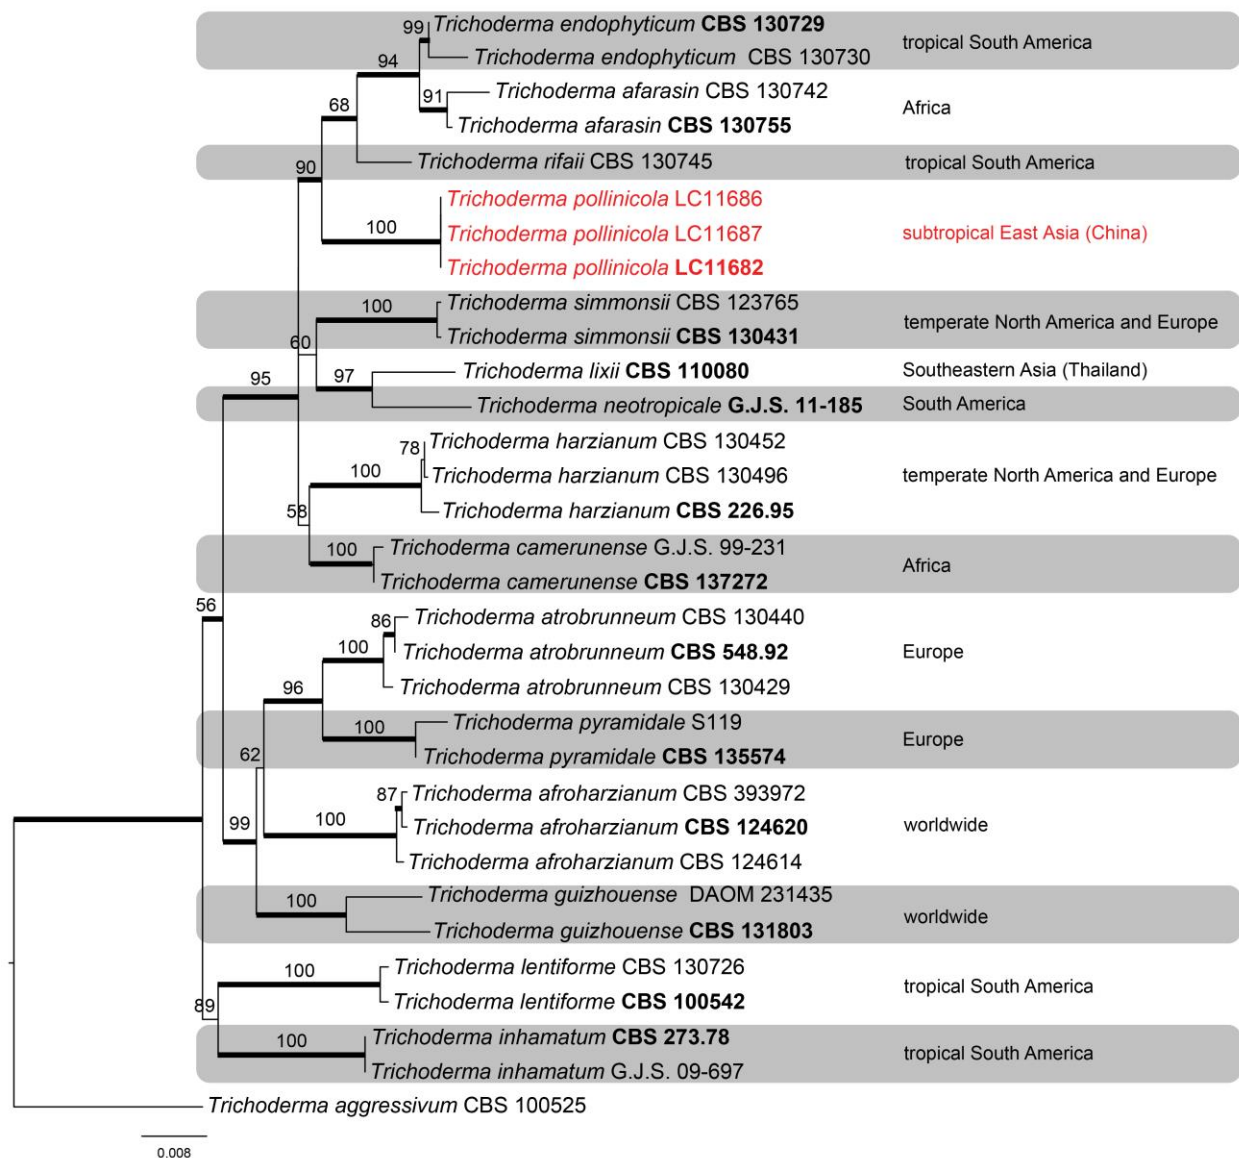 99 Trichoderma endophyticum CBS 130729
tropical South America
Trichoderma endophyticum CBS 130730
94
91 Trichoderma afarasin CBS 130742
Africa
Trichoderma afarasin CBS 130755
68
Trichoderma rifaii CBS 130745 tropical South America
90
Trichoderma pollinicola LC11686
100 Trichoderma pollinicola LC11687 subtropical East Asia (China)
Trichoderma pollinicola LC11682
100 Trichoderma simmonsii CBS 123765
temperate North America and Europe
Trichoderma simmonsii CBS 130431
60
97 Trichoderma lixii CBS 110080 Southeastern Asia (Thailand)
95
Trichoderma neotropicale G.J.S. 11-185 South America
78 Trichoderma harzianum CBS 130452
100 Trichoderma harzianum CBS 130496 temperate North America and Europe
Trichoderma harzianum CBS 226.95
58
100 Trichoderma camerunense G.J.S. 99-231
Africa
Trichoderma camerunense CBS 137272
56
86 Trichoderma atrobrunneum CBS 130440
100 Trichoderma atrobrunneum CBS 548.92 Europe
Trichoderma atrobrunneum CBS 130429
96
100 Trichoderma pyramidale S119
Europe
Trichoderma pyramidale CBS 135574
62
87 Trichoderma afroharzianum CBS 393972
100 Trichoderma afroharzianum CBS 124620 worldwide
Trichoderma afroharzianum CBS 124614
99
100 Trichoderma guizhouense DAOM 231435
worldwide
Trichoderma guizhouense CBS 131803
100 Trichoderma lentiforme CBS 130726
tropical South America
Trichoderma lentiforme CBS 100542
89
100 Trichoderma inhamatum CBS 273.78
tropical South America
Trichoderma inhamatum G.J.S. 09-697
Trichoderma aggressivum CBS 100525
0.008